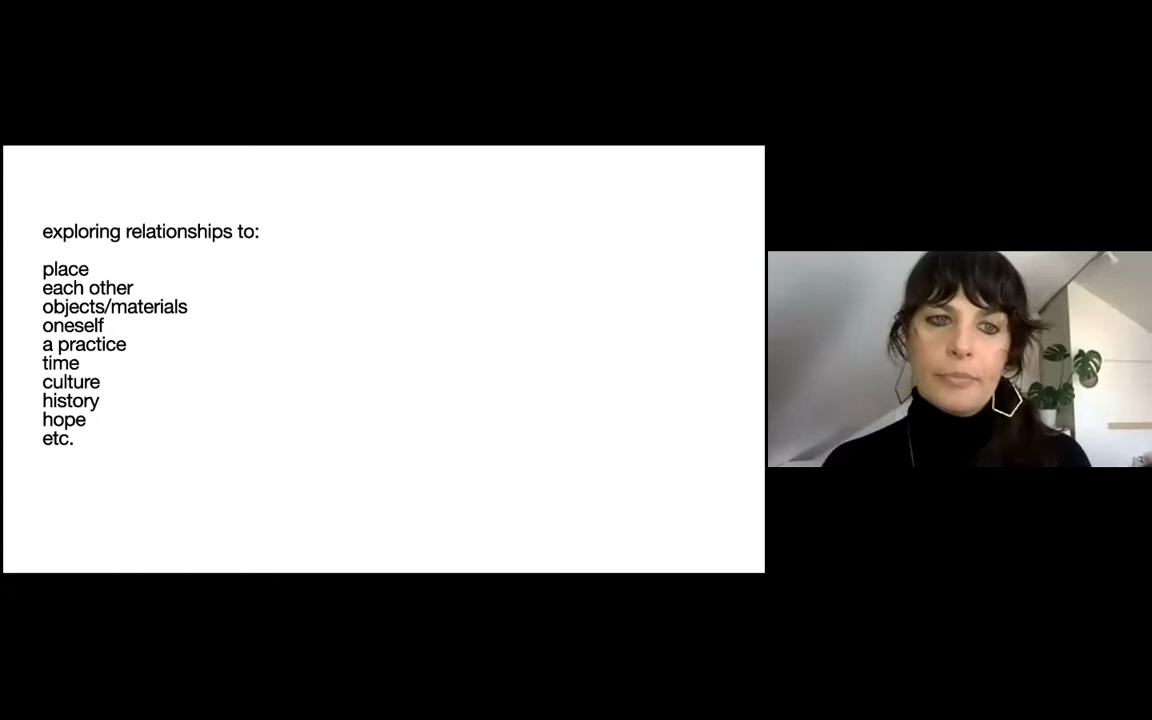 exploring relationships to:
place
each other
objects/materials
oneself
a practice
time
culture
history
hope
etc.